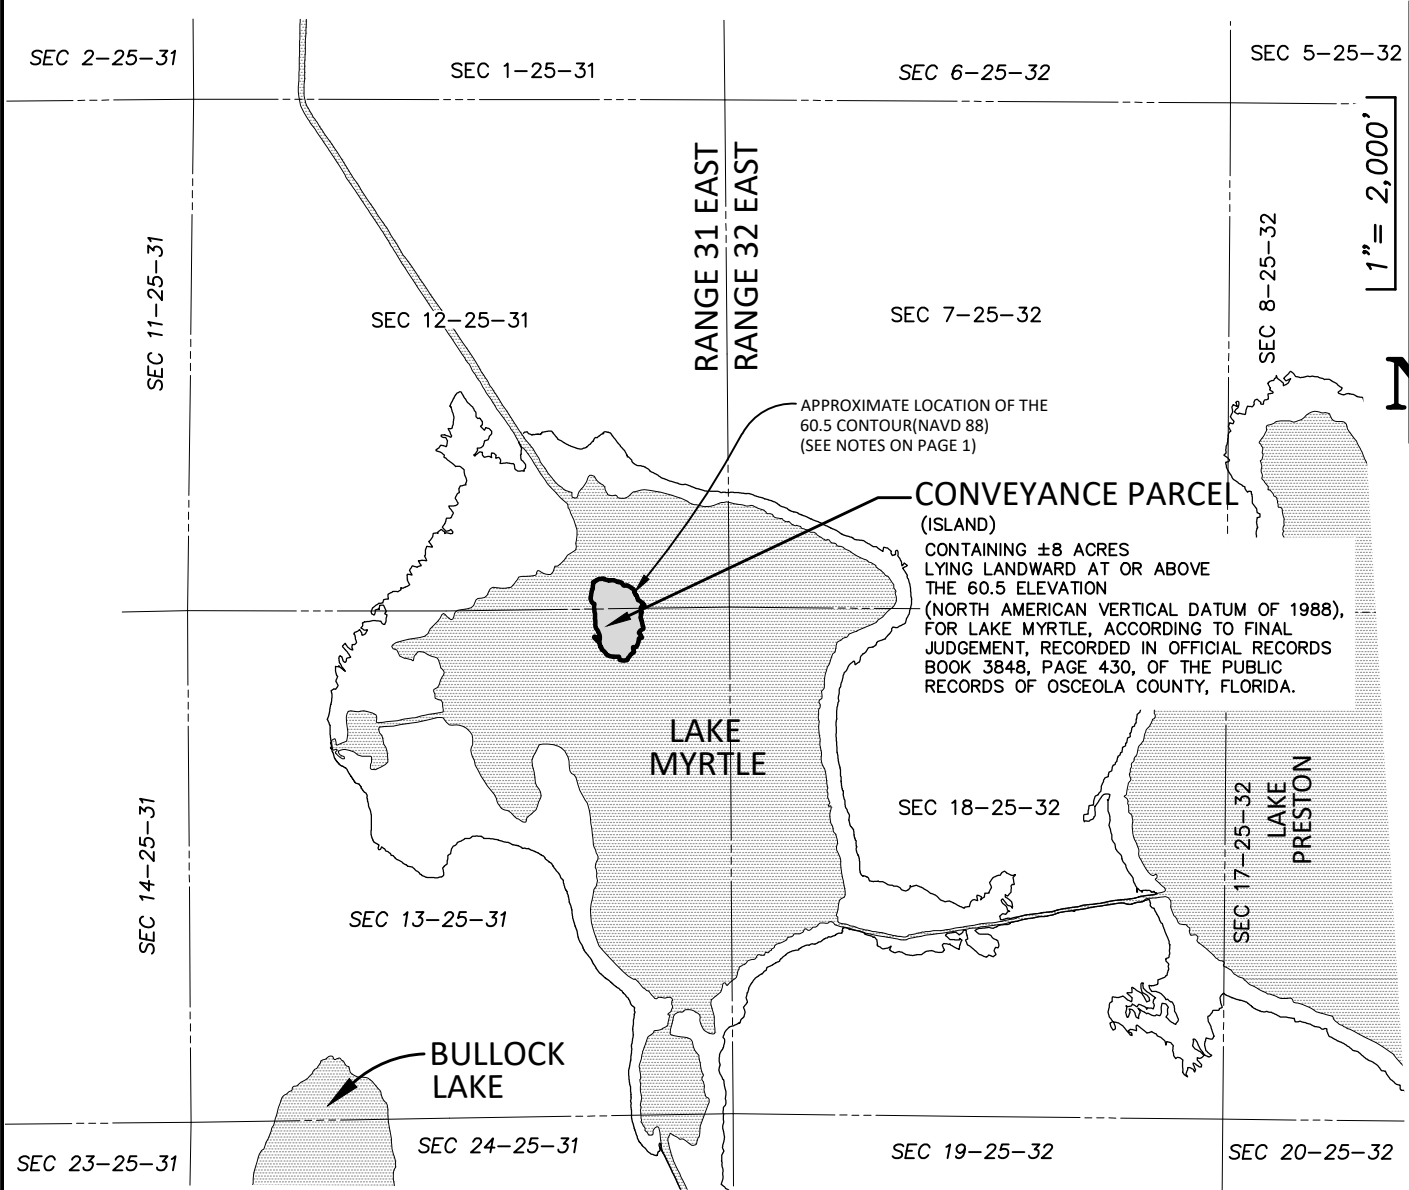 SEC 2-25-31
SEC 1-25-31
SEC 6-25-32
SEC 5-25-32
1"= 2,000'
RANGE 31 EAST
RANGE 32 EAST
SEC 11-25-31
SEC 12-25-31
SEC 7-25-32
SEC 8-25-32
N
APPROXIMATE LOCATION OF THE
60.5 CONTOUR(NAVD 88)
(SEE NOTES ON PAGE 1)
CONVEYANCE PARCEL
(ISLAND)
CONTAINING ±8 ACRES
LYING LANDWARD AT OR ABOVE
THE 60.5 ELEVATION
(NORTH AMERICAN VERTICAL DATUM OF 1988),
FOR LAKE MYRTLE, ACCORDING TO FINAL
JUDGEMENT, RECORDED IN OFFICIAL RECORDS
BOOK 3848, PAGE 430, OF THE PUBLIC
RECORDS OF OSCEOLA COUNTY, FLORIDA.
LAKE
MYRTLE
SEC 14-25-31
SEC 13-25-31
SEC 18-25-32
SEC 17-25-32
LAKE
PRESTON
BULLOCK
LAKE
SEC 23-25-31
SEC 24-25-31
SEC 19-25-32
SEC 20-25-32